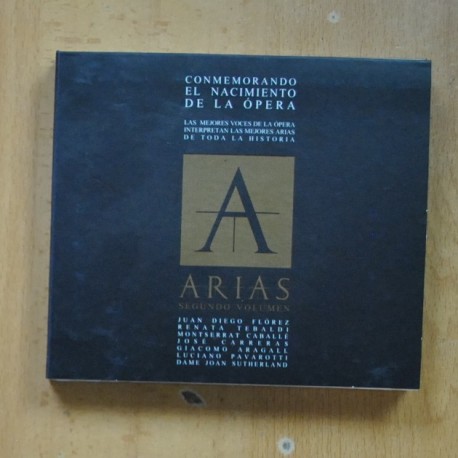 CONMEMORANDO
EL NACIMIENTO
DE LA ÓPERA
LAS MEJORES VOCES DE LA ÓPERA
INTERPRETAN LAS MEJORES ARIAS
DE TODA LA HISTORIA
A
ARIAS
SEGUNDO VOLUMEN
JUAN DIEGO FLÓREZ
RENATA TEBALDI
MONTSERRAT CABALLÉ
JOSÉ CARRERAS
GIACOMO ARAGALL
LUCIANO PAVAROTTI
DAME JOAN SUTHERLAND